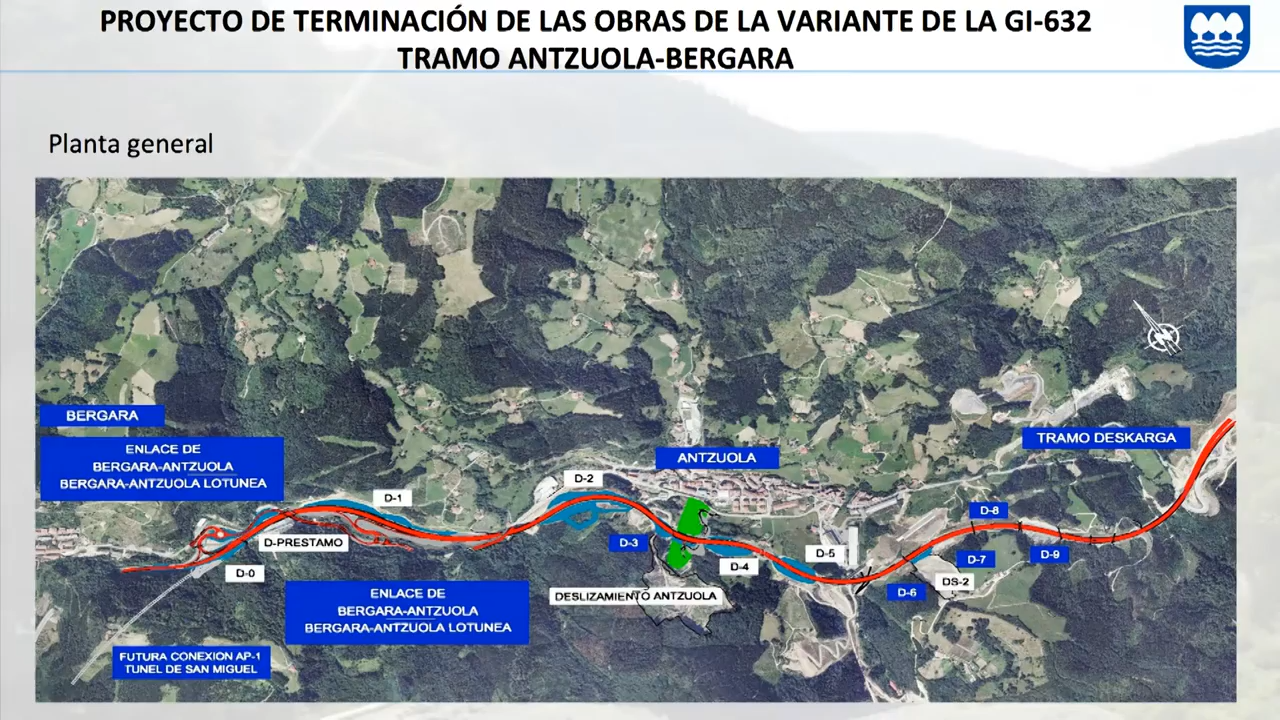 PROYECTO DE TERMINACIÓN DE LAS OBRAS DE LA VARIANTE DE LA GI-632
TRAMO ANTZUOLA-BERGARA
Planta general
BERGARA
ENLACE DE
BERGARA-ANTZUOLA
BERGARA-ANTZUOLA LOTUNEA
TRAMO DESKARGA
ANTZUOLA
D-2
D-1
D-8
D-PRESTAMO
D-3
D-5
D-9
D-7
D-4
D-0
DS-2
D-6
DESLIZAMIENTO ANTZUOLA
ENLACE DE
BERGARA-ANTZUOLA
BERGARA-ANTZUOLA LOTUNEA
FUTURA CONEXION AP-1
TUNEL DE SAN MIGUEL